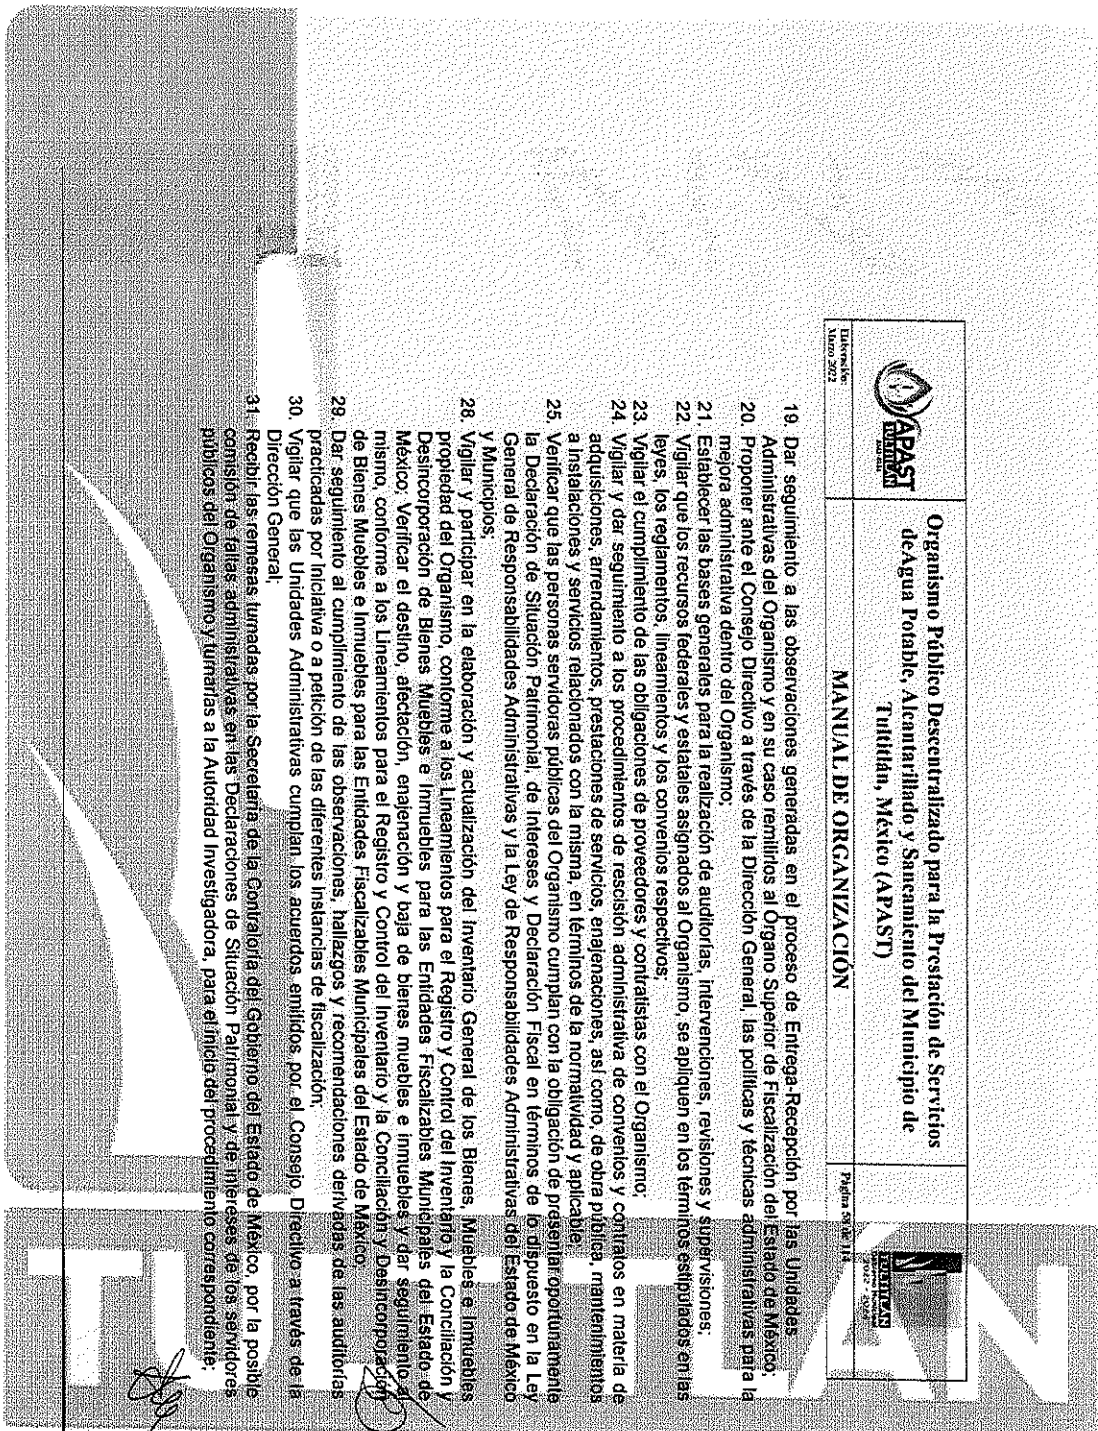 APAST
TULTITLÁN
Organismo Público Descentralizado para la Prestación de Servicios
deAgua Potable, Alcantarillado y Saneamiento del Municipio de
Tultitlán, México (APAST)
TULTITLÁN
2022 - 2024
Elaboración:
Marzo 2022
MANUAL DE ORGANIZACIÓN
Página 58 de 114
19. Dar seguimiento a las observaciones generadas en el proceso de Entrega-Recepción por las Unidades
Administrativas del Organismo y en su caso remitirlos al Órgano Superior de Fiscalización del Estado de México;
20. Proponer ante el Consejo Directivo a través de la Dirección General, las políticas y técnicas administrativas para la
mejora administrativa dentro del Organismo;
21. Establecer las bases generales para la realización de auditorías, intervenciones, revisiones y supervisiones;
22. Vigilar que los recursos federales y estatales asignados al Organismo, se apliquen en los términos estipulados en las
leyes, los reglamentos, lineamientos y los convenios respectivos;
23. Vigilar el cumplimiento de las obligaciones de proveedores y contratistas con el Organismo;
24. Vigilar y dar seguimiento a los procedimientos de rescisión administrativa de convenios y contratos en materia de
adquisiciones, arrendamientos, prestaciones de servicios, enajenaciones, así como, de obra pública, mantenimientos
a instalaciones y servicios relacionados con la misma, en términos de la normatividad y aplicable;
25. Verificar que las personas servidoras públicas del Organismo cumplan con la obligación de presentar oportunamente
la Declaración de Situación Patrimonial, de Intereses y Declaración Fiscal en términos de lo dispuesto en la Ley
General de Responsabilidades Administrativas y la Ley de Responsabilidades Administrativas del Estado de México
y Municipios;
28. Vigilar y participar en la elaboración y actualización del Inventario General de los Bienes, Muebles e Inmuebles
propiedad del Organismo, conforme a los Lineamientos para el Registro y Control del Inventario y la Conciliación y
Desincorporación de Bienes Muebles e Inmuebles para las Entidades Fiscalizables Municipales del Estado de
México; Verificar el destino, afectación, enajenación y baja de bienes muebles e inmuebles y dar seguimiento al
mismo, conforme a los Lineamientos para el Registro y Control del Inventario y la Conciliación y Desincorporación
de Bienes Muebles e Inmuebles para las Entidades Fiscalizables Municipales del Estado de México;
29. Dar seguimiento al cumplimiento de las observaciones, hallazgos y recomendaciones derivadas de las auditorías
practicadas por iniciativa o a petición de las diferentes instancias de fiscalización;
30. Vigilar que las Unidades Administrativas cumplan los acuerdos emitidos por el Consejo Directivo a través de la
Dirección General;
31. Recibir las remesas turnadas por la Secretaría de la Contraloría del Gobierno del Estado de México, por la posible
comisión de faltas administrativas en las Declaraciones de Situación Patrimonial y de intereses de los servidores
públicos del Organismo y turnarlas a la Autoridad Investigadora, para el inicio del procedimiento correspondiente;
TULTITLÁN